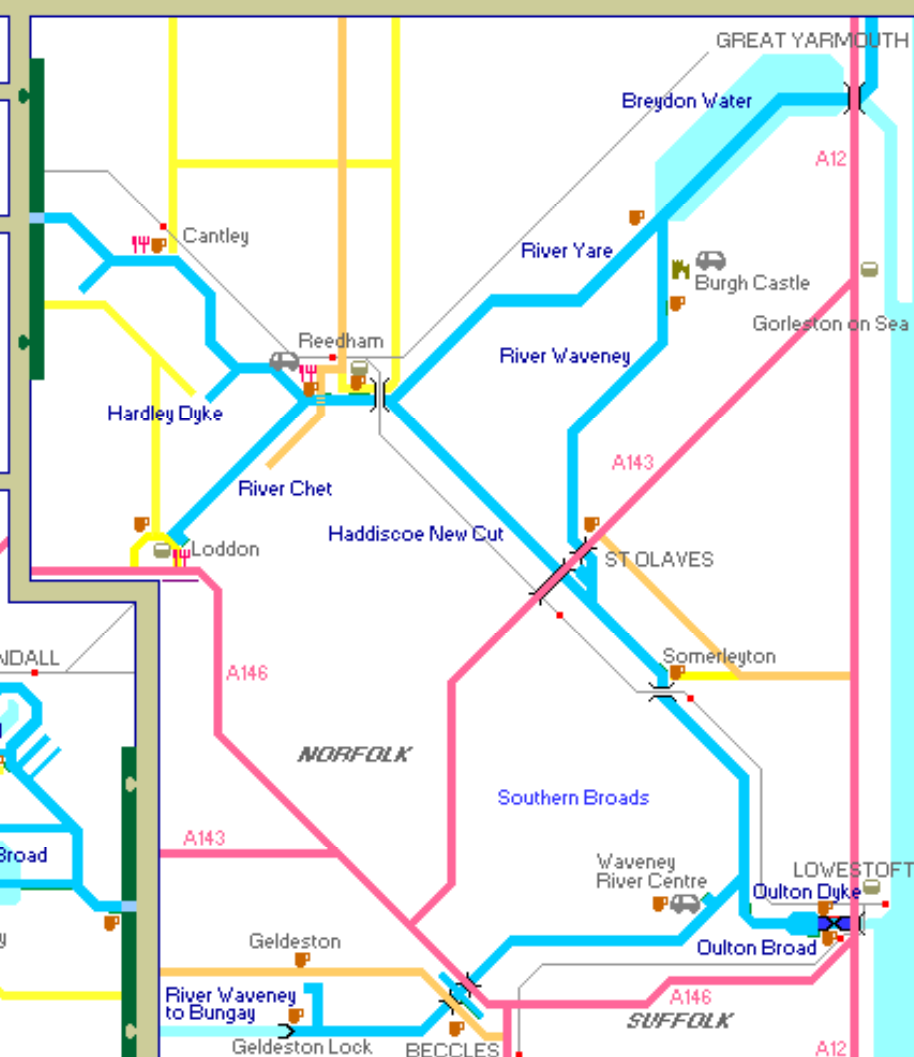 GREAT YARMOUTH
Breydon Water
A12
Cantley
River Yare
Burgh Castle
Gorleston on Sea
Reedham
River Waveney
Hardley Dyke
A143
River Chet
Haddiscoe New Cut
Loddon
ST OLAVES
NDALL
Somerleyton
A146
NORFOLK
Southern Broads
A143
Broad
Waveney
River Centre
LOWESTOFT
Oulton Dyke
Geldeston
Oulton Broad
River Waveney
to Bungay
A146
SUFFOLK
Geldeston Lock
BECCLES
A12